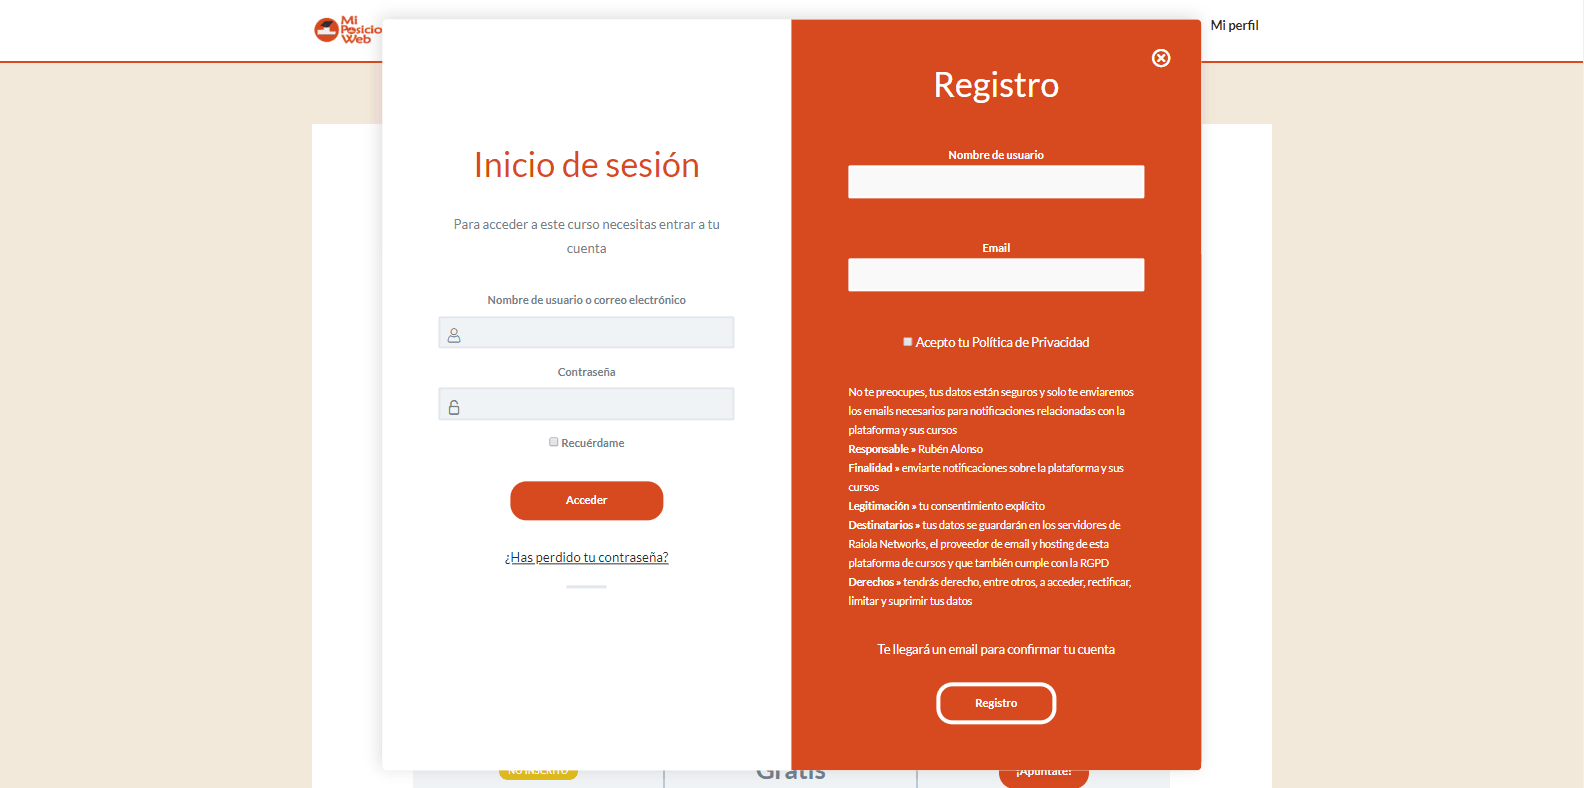 Mi
Posicio
Web
Mi perfil
Inicio de sesión
Para acceder a este curso necesitas entrar a tu
cuenta
Nombre de usuario o correo electrónico
Contraseña
Recuérdame
Acceder
¿Has perdido tu contraseña?
Registro
Nombre de usuario
Email
Acepto tu Política de Privacidad
No te preocupes, tus datos están seguros y solo te enviaremos
los emails necesarios para notificaciones relacionadas con la
plataforma y sus cursos
Responsable » Rubén Alonso
Finalidad » enviarte notificaciones sobre la plataforma y sus
cursos
Legitimación » tu consentimiento explícito
Destinatarios » tus datos se guardarán en los servidores de
Raiola Networks, el proveedor de email y hosting de esta
plataforma de cursos y que también cumple con la RGPD
Derechos » tendrás derecho, entre otros, a acceder, rectificar,
limitar y suprimir tus datos
Te llegará un email para confirmar tu cuenta
Registro
NO INSCRITO
Gratis
¡Apúntate!